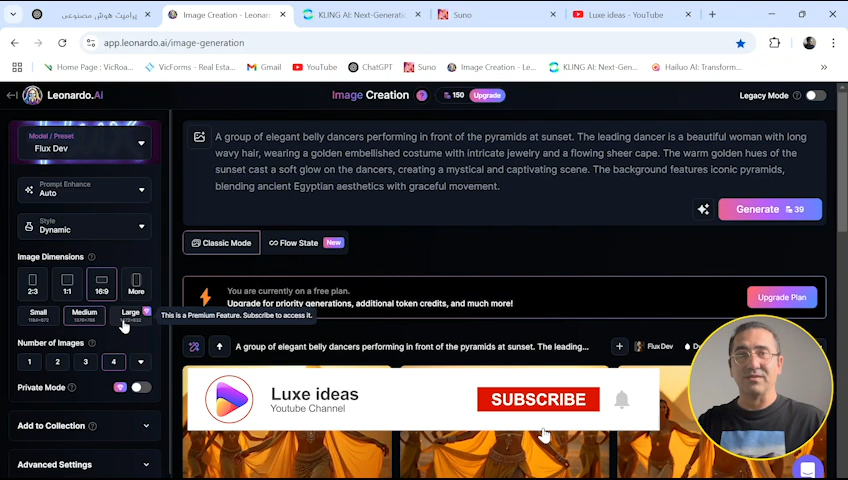 پرامیت هوش مصنوعی
Image Creation - Leonar
KLING AI: Next-Generation
Suno
Luxe ideas - YouTube
app.leonardo.ai/image-generation
Home Page : VicRoa...
VicForms - Real Esta...
Gmail
YouTube
ChatGPT
Suno
Image Creation - Le...
KLING AI: Next-Gen...
Hailuo AI: Transfor...
Leonardo.Ai
Image Creation
150
Upgrade
Legacy Mode
Model / Preset
Flux Dev
A group of elegant belly dancers performing in front of the pyramids at sunset. The leading dancer is a beautiful woman with long
wavy hair, wearing a golden embellished costume with intricate jewelry and a flowing sheer cape. The warm golden hues of the
sunset cast a soft glow on the dancers, creating a mystical and captivating scene. The background features iconic pyramids,
blending ancient Egyptian aesthetics with graceful movement.
Prompt Enhance
Auto
Generate 39
Style
Dynamic
Classic Mode
Flow State New
Image Dimensions
2:3
1:1
16:9
More
You are currently on a free plan.
Upgrade for priority generations, additional token credits, and much more!
Upgrade Plan
Small
Medium
Large
This is a Premium Feature. Subscribe to access it.
Number of Images
1
2
3
4
A group of elegant belly dancers performing in front of the pyramids at sunset. The leading...
Flux Dev
Private Mode
Luxe ideas
Youtube Channel
SUBSCRIBE
Add to Collection
Advanced Settings